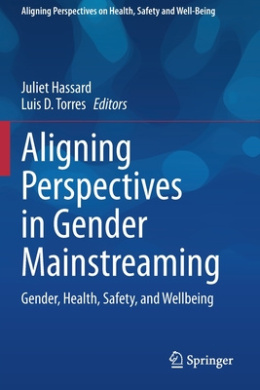 Aligning Perspectives on Health, Safety and Well-Being
Juliet Hassard
Luis D. Torres Editors
Aligning
Perspectives
in Gender
Mainstreaming
Gender, Health, Safety, and Wellbeing
Springer